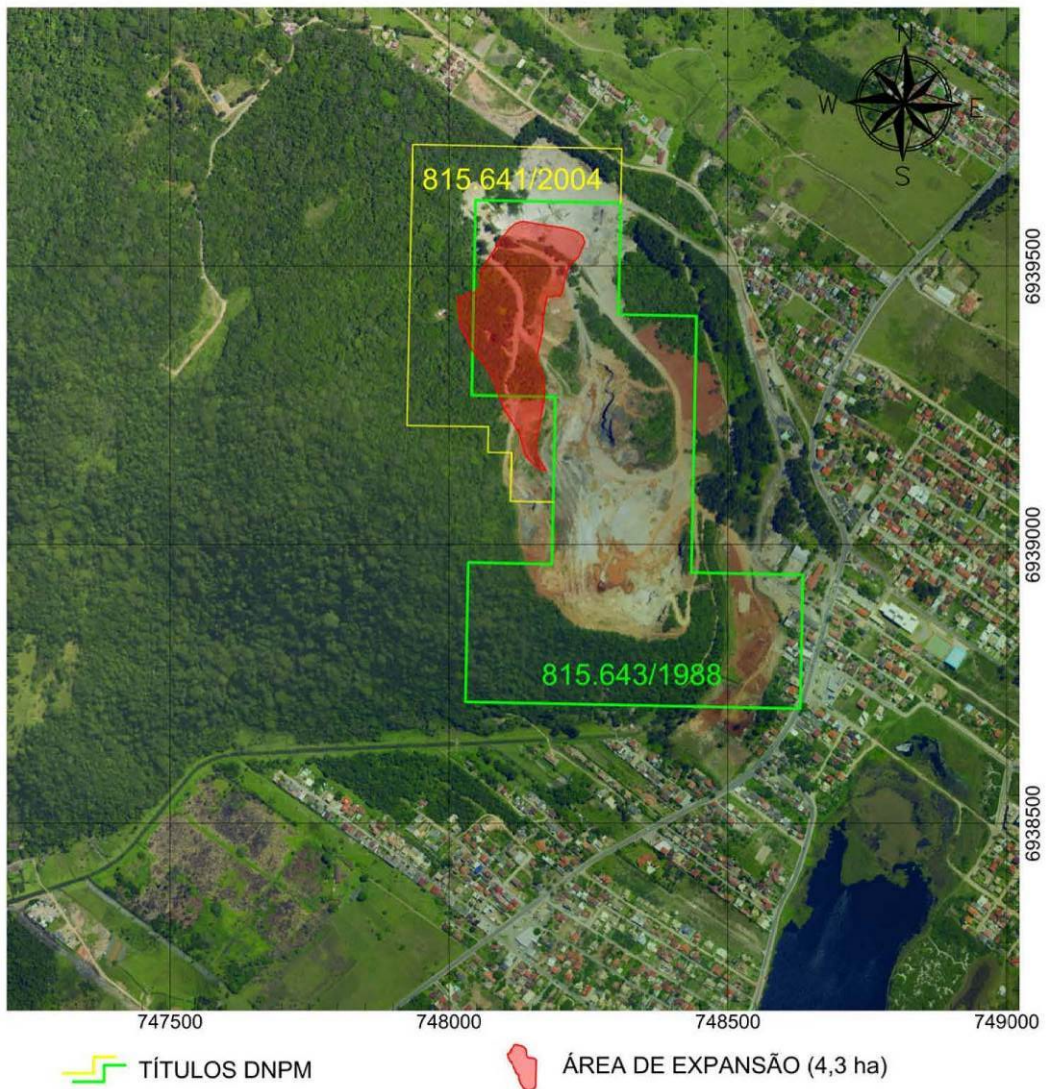 N
W
E
S
815.641/2004
6939500
6939000
815.643/1988
6938500
747500
748000
748500
749000
TÍTULOS DNPM
ÁREA DE EXPANSÃO (4,3 ha)